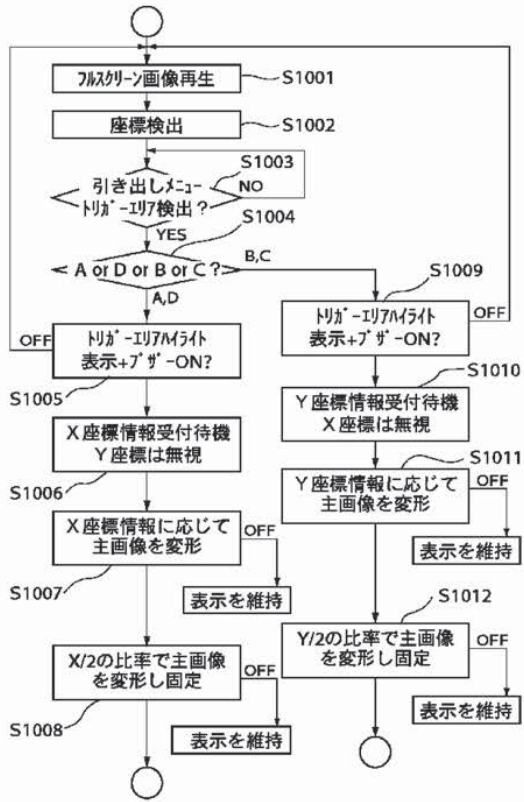 フルスクリーン画像再生
S1001
座標検出
S1002
S1003
引き出しメニュー
トリガーエリア検出？
NO
YES
S1004
A or D or B or C？
B,C
A,D
OFF
トリガーエリアハイライト
表示+ブザーON?
S1005
X座標情報受付待機
Y座標は無視
S1006
X座標情報に応じて
主画像を変形
OFF
S1007
表示を維持
X/2の比率で主画像
を変形し固定
OFF
S1008
表示を維持
S1009
トリガーエリアハイライト
表示+ブザーON?
OFF
S1010
Y座標情報受付待機
X座標は無視
S1011
Y座標情報に応じて
主画像を変形
OFF
表示を維持
S1012
Y/2の比率で主画像
を変形し固定
OFF
表示を維持